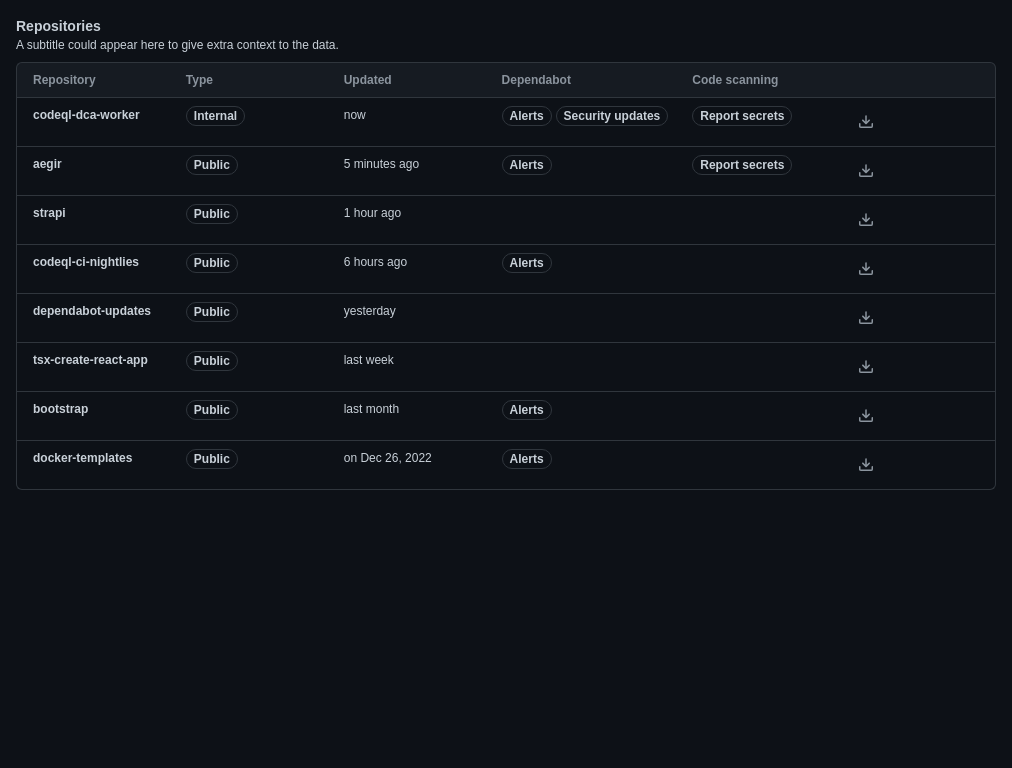 Repositories
A subtitle could appear here to give extra context to the data.
Repository Type Updated Dependabot Code scanning
codeql-dca-worker Internal now Alerts Security updates Report secrets
aegir Public 5 minutes ago Alerts Report secrets
strapi Public 1 hour ago
codeql-ci-nightlies Public 6 hours ago Alerts
dependabot-updates Public yesterday
tsx-create-react-app Public last week
bootstrap Public last month Alerts
docker-templates Public on Dec 26, 2022 Alerts